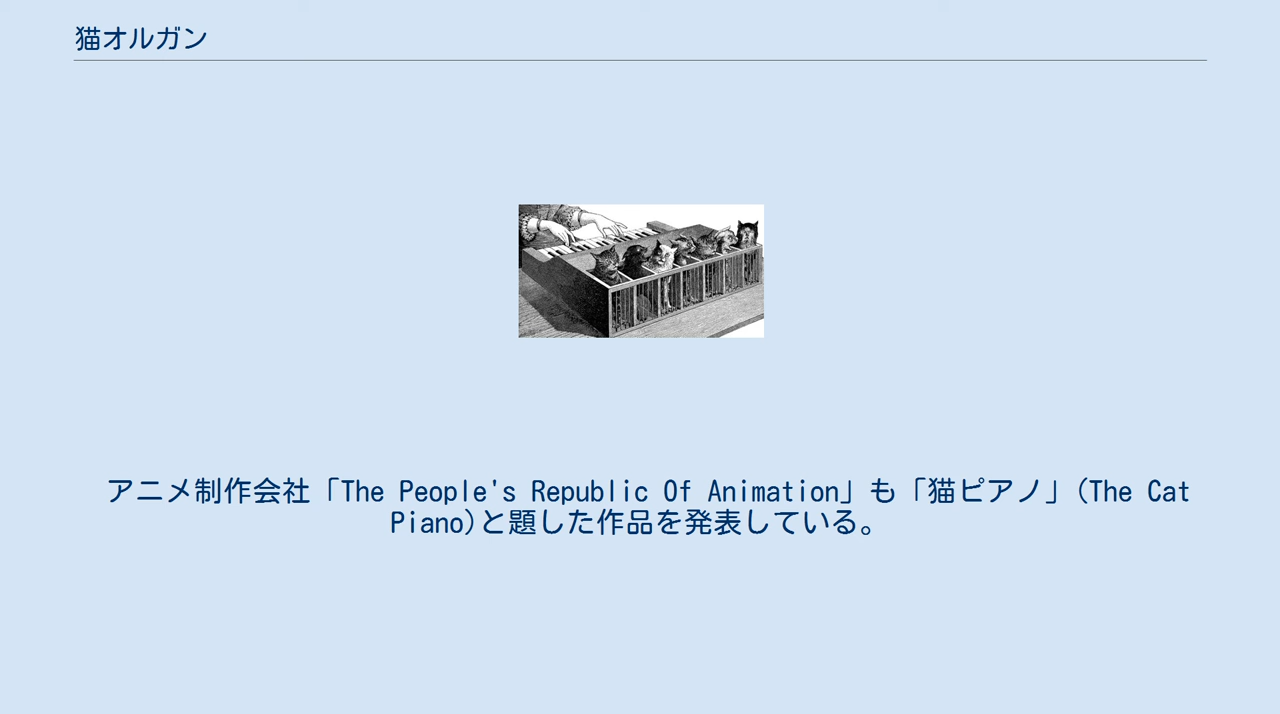 猫オルガン
アニメ制作会社「The People's Republic Of Animation」も「猫ピアノ」(The Cat
Piano)と題した作品を発表している。